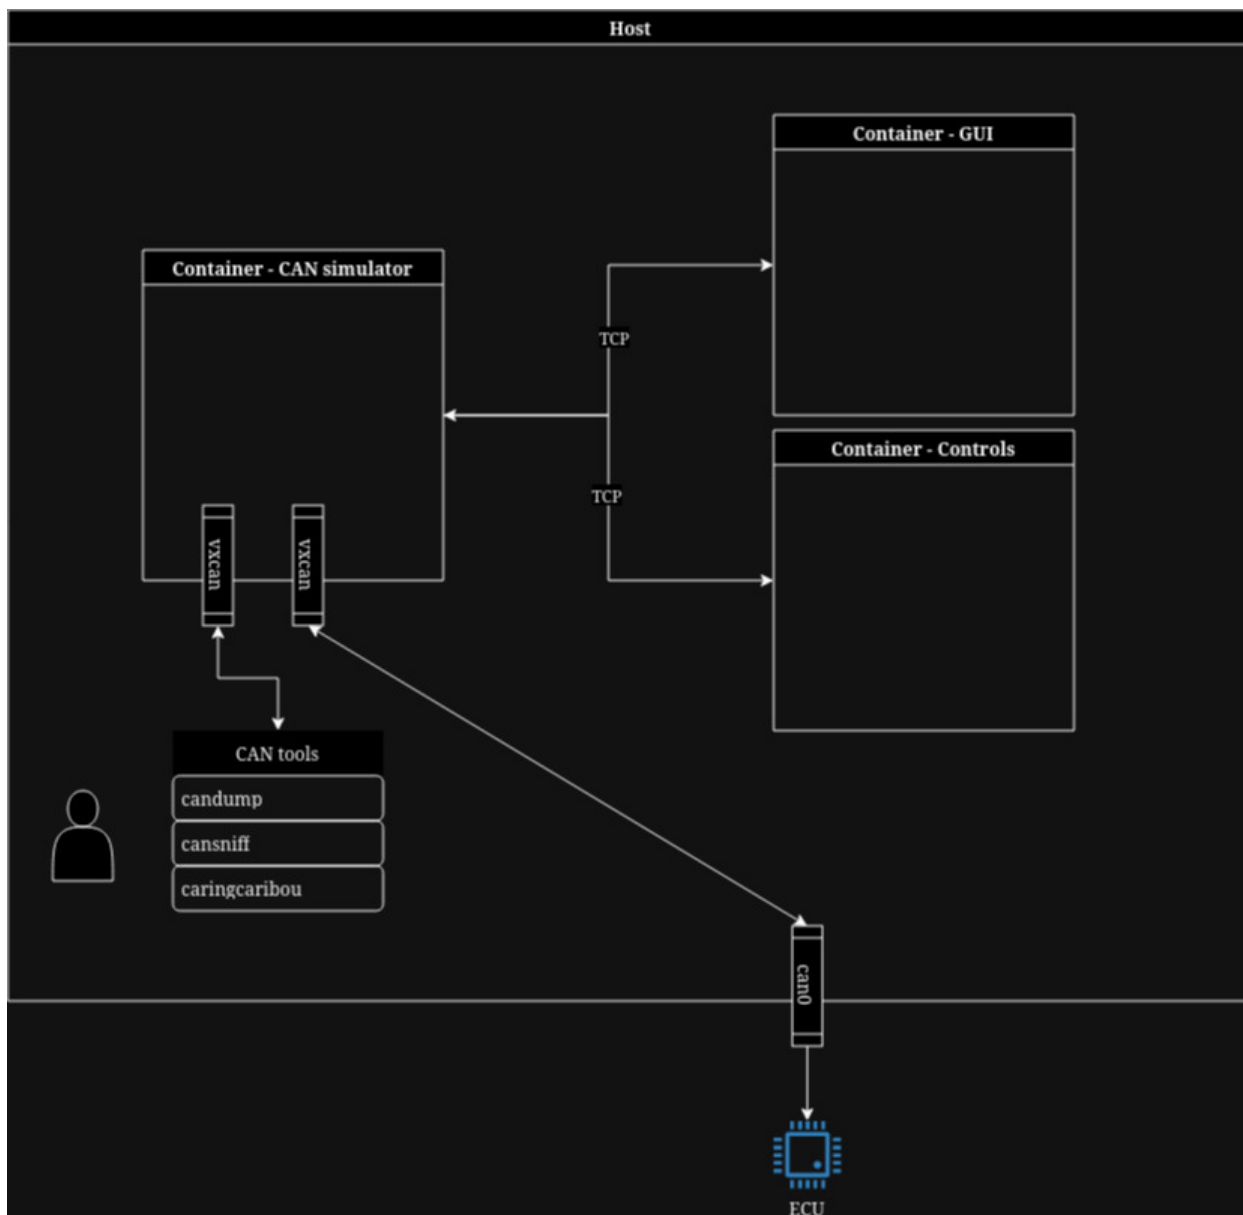 Host
Container - GUI
Container - CAN simulator
TCP
Container - Controls
TCP
vxcan
vxcan
CAN tools
candump
cansniff
caringcaribou
can0
ECU